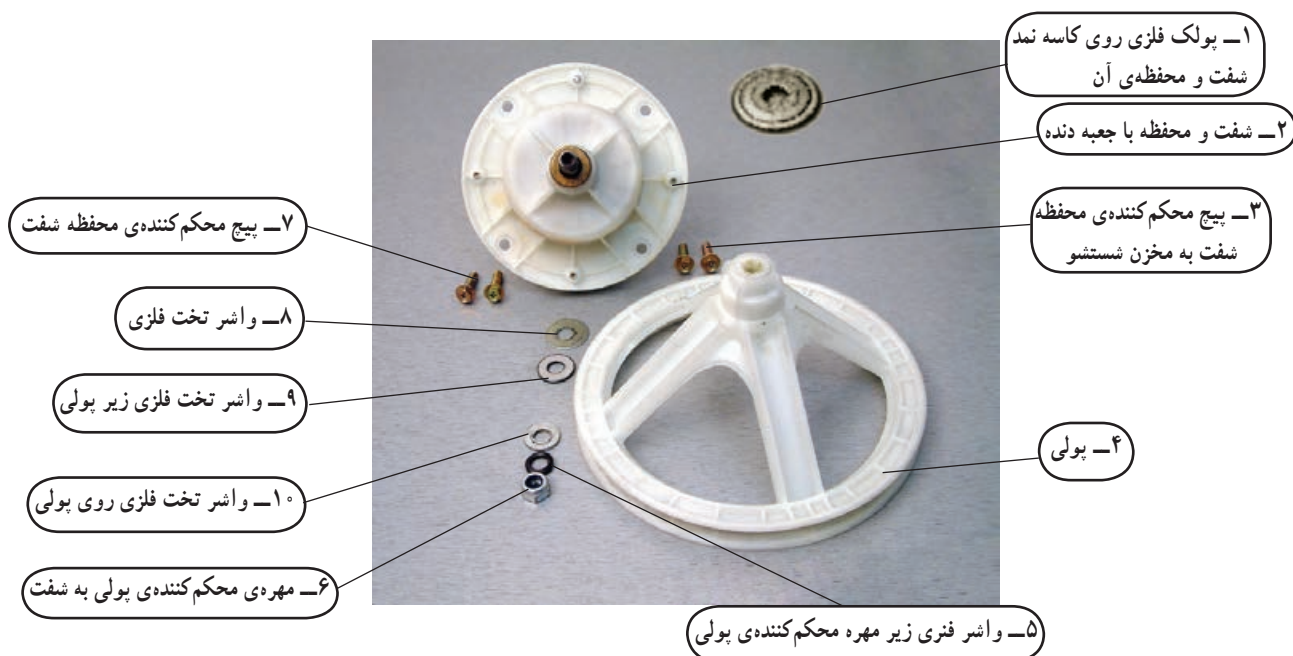 ۱ــ پولک فلزی روی کاسه نمد
شفت و محفظه‌ی آن
۲ــ شفت و محفظه با جعبه دنده
۳ــ پیچ محکم‌کننده‌ی محفظه
شفت به مخزن شستشو
۴ــ پولی
۵ــ واشر فنری زیر مهره محکم‌کننده‌ی پولی
۶ــ مهره‌ی محکم‌کننده‌ی پولی به شفت
۷ــ پیچ محکم‌کننده‌ی محفظه شفت
۸ــ واشر تخت فلزی
۹ــ واشر تخت فلزی زیر پولی
۱۰ــ واشر تخت فلزی روی پولی